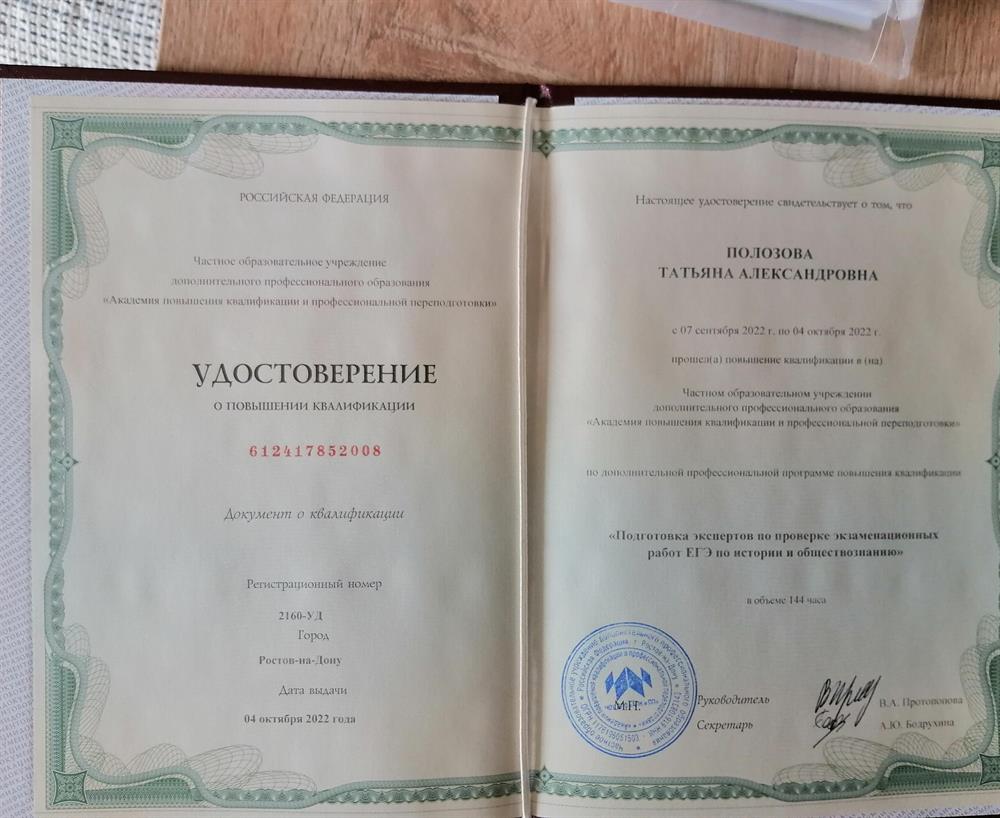 РОССИЙСКАЯ ФЕДЕРАЦИЯ
Частное образовательное учреждение
дополнительного профессионального образования
«Академия повышения квалификации и профессиональной переподготовки»
УДОСТОВЕРЕНИЕ
О ПОВЫШЕНИИ КВАЛИФИКАЦИИ
612417852008
Документ о квалификации
Регистрационный номер
2160-УД
Город
Ростов-на-Дону
Дата выдачи
04 октября 2022 года
Настоящее удостоверение свидетельствует о том, что
ПОЛОЗОВА
ТАТЬЯНА АЛЕКСАНДРОВНА
с 07 сентября 2022 г. по 04 октября 2022 г.
прошел(а) повышение квалификации в (на)
Частном образовательном учреждении
дополнительного профессионального образования
«Академия повышения квалификации и профессиональной переподготовки»
по дополнительной профессиональной программе повышения квалификации
«Подготовка экспертов по проверке экзаменационных
работ ЕГЭ по истории и обществознанию»
в объеме 144 часа
М.П.
Руководитель
В.А. Протопопова
Секретарь
А.Ю. Бодрухина